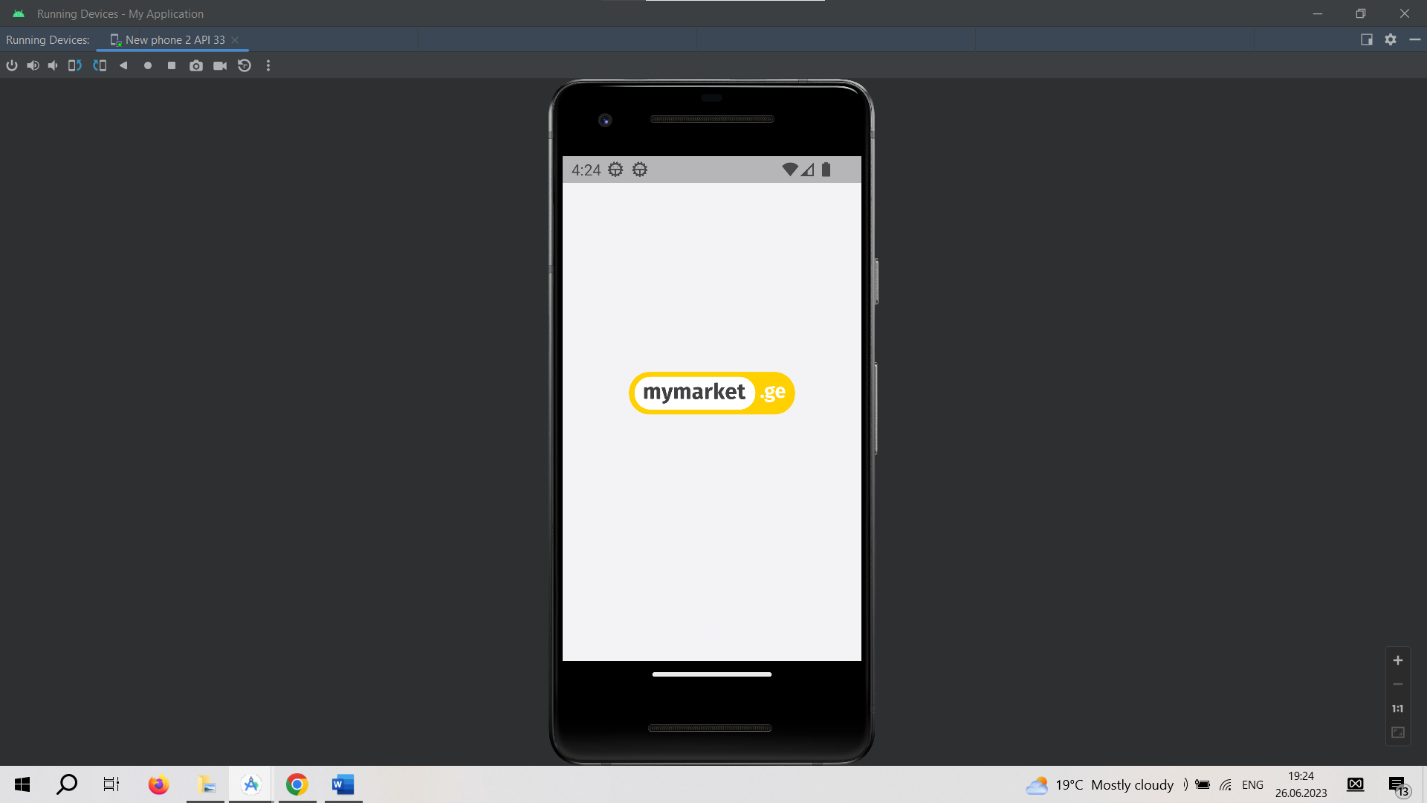 Running Devices - My Application
Running Devices: New phone 2 API 33
4:24
mymarket .ge
1:1
19°C Mostly cloudy ENG 19:24
26.06.2023
13